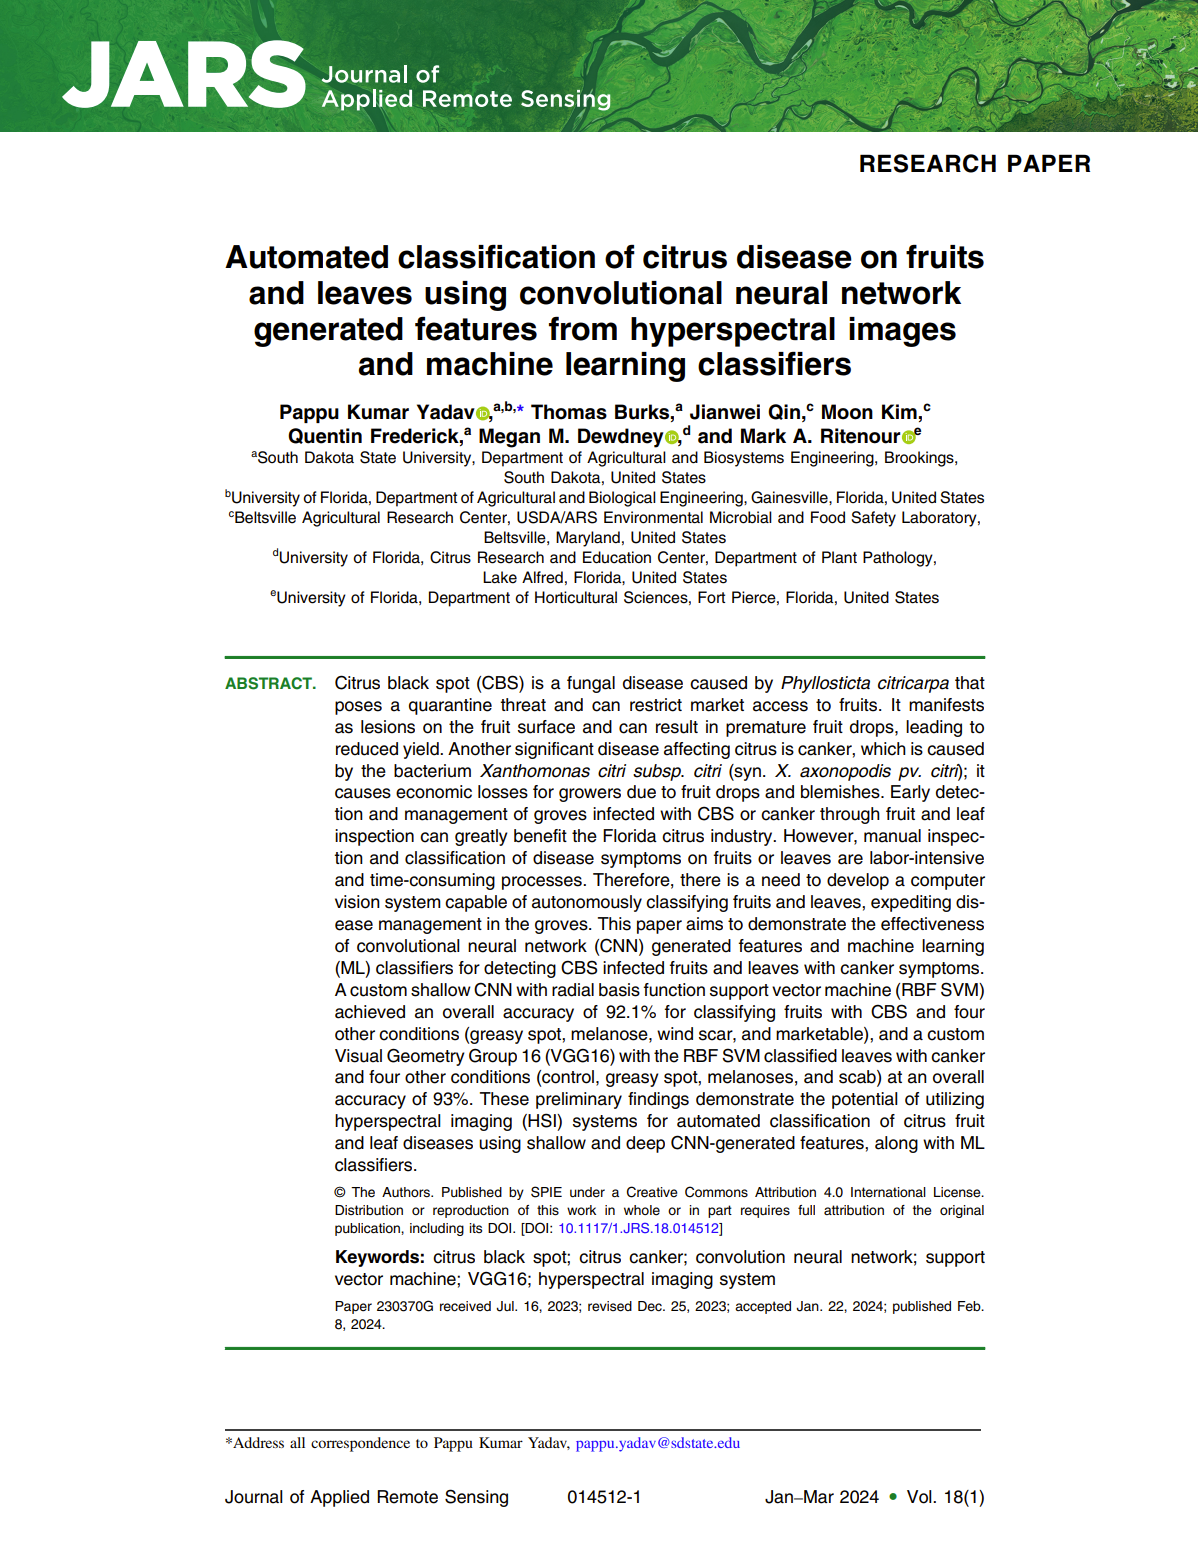 JARS
Journal of
Applied Remote Sensing
RESEARCH PAPER
Automated classification of citrus disease on fruits
and leaves using convolutional neural network
generated features from hyperspectral images
and machine learning classifiers
Pappu Kumar Yadav,a,b,* Thomas Burks,a Jianwei Qin,c Moon Kim,c
Quentin Frederick,a Megan M. Dewdney,d and Mark A. Ritenour e
aSouth Dakota State University, Department of Agricultural and Biosystems Engineering, Brookings,
South Dakota, United States
bUniversity of Florida, Department of Agricultural and Biological Engineering, Gainesville, Florida, United States
cBeltsville Agricultural Research Center, USDA/ARS Environmental Microbial and Food Safety Laboratory,
Beltsville, Maryland, United States
dUniversity of Florida, Citrus Research and Education Center, Department of Plant Pathology,
Lake Alfred, Florida, United States
eUniversity of Florida, Department of Horticultural Sciences, Fort Pierce, Florida, United States
ABSTRACT. Citrus black spot (CBS) is a fungal disease caused by Phyllosticta citricarpa that
poses a quarantine threat and can restrict market access to fruits. It manifests
as lesions on the fruit surface and can result in premature fruit drops, leading to
reduced yield. Another significant disease affecting citrus is canker, which is caused
by the bacterium Xanthomonas citri subsp. citri (syn. X. axonopodis pv. citri); it
causes economic losses for growers due to fruit drops and blemishes. Early detec-
tion and management of groves infected with CBS or canker through fruit and leaf
inspection can greatly benefit the Florida citrus industry. However, manual inspec-
tion and classification of disease symptoms on fruits or leaves are labor-intensive
and time-consuming processes. Therefore, there is a need to develop a computer
vision system capable of autonomously classifying fruits and leaves, expediting dis-
ease management in the groves. This paper aims to demonstrate the effectiveness
of convolutional neural network (CNN) generated features and machine learning
(ML) classifiers for detecting CBS infected fruits and leaves with canker symptoms.
A custom shallow CNN with radial basis function support vector machine (RBF SVM)
achieved an overall accuracy of 92.1% for classifying fruits with CBS and four
other conditions (greasy spot, melanose, wind scar, and marketable), and a custom
Visual Geometry Group 16 (VGG16) with the RBF SVM classified leaves with canker
and four other conditions (control, greasy spot, melanoses, and scab) at an overall
accuracy of 93%. These preliminary findings demonstrate the potential of utilizing
hyperspectral imaging (HSI) systems for automated classification of citrus fruit
and leaf diseases using shallow and deep CNN-generated features, along with ML
classifiers.
© The Authors. Published by SPIE under a Creative Commons Attribution 4.0 International License.
Distribution or reproduction of this work in whole or in part requires full attribution of the original
publication, including its DOI. [DOI: 10.1117/1.JRS.18.014512]
Keywords: citrus black spot; citrus canker; convolution neural network; support
vector machine; VGG16; hyperspectral imaging system
Paper 230370G received Jul. 16, 2023; revised Dec. 25, 2023; accepted Jan. 22, 2024; published Feb.
8, 2024.
*Address all correspondence to Pappu Kumar Yadav, pappu.yadav@sdstate.edu
Journal of Applied Remote Sensing 014512-1 Jan–Mar 2024 • Vol. 18(1)